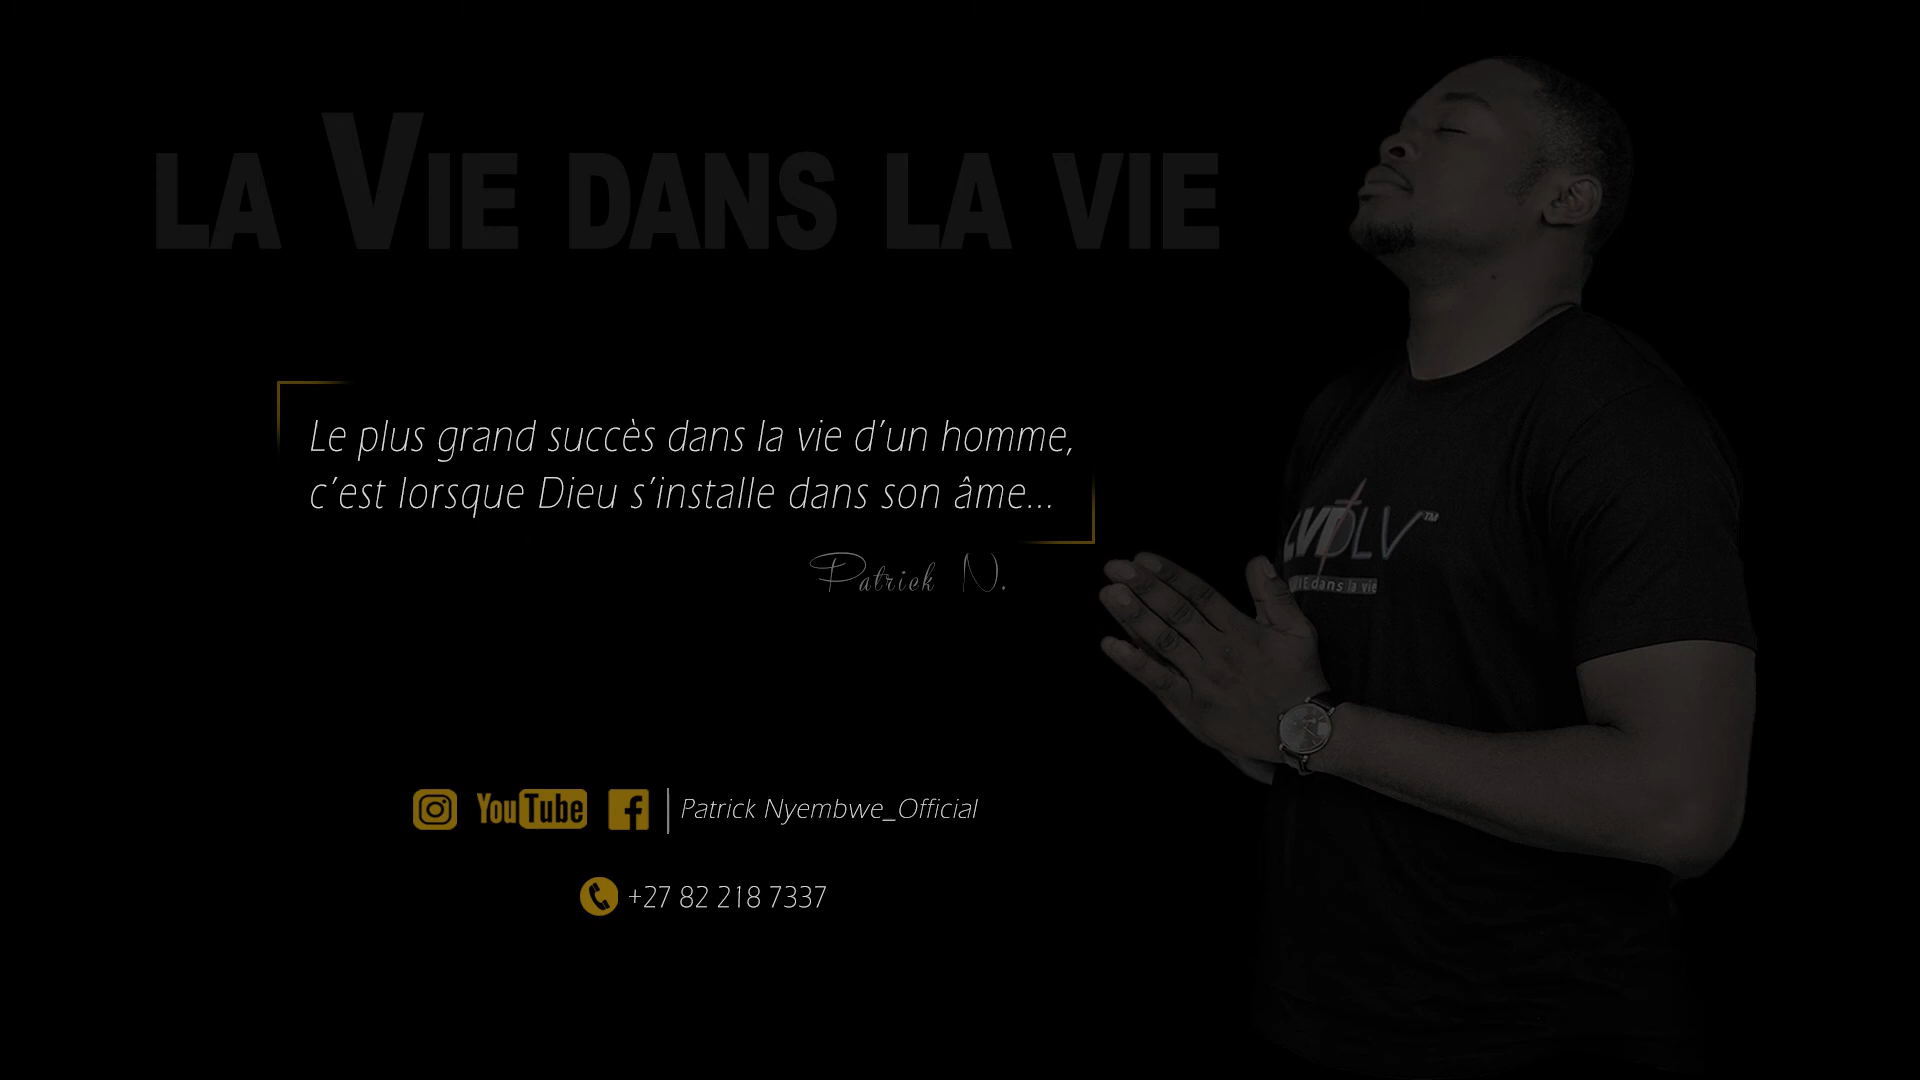 LA VIE DANS LA VIE
Le plus grand succès dans la vie d'un homme,
c'est lorsque Dieu s'installe dans son âme...
Patrick N.
LVIDLV™
VIE dans la vie
YouTube
Patrick Nyembwe_Official
+27 82 218 7337